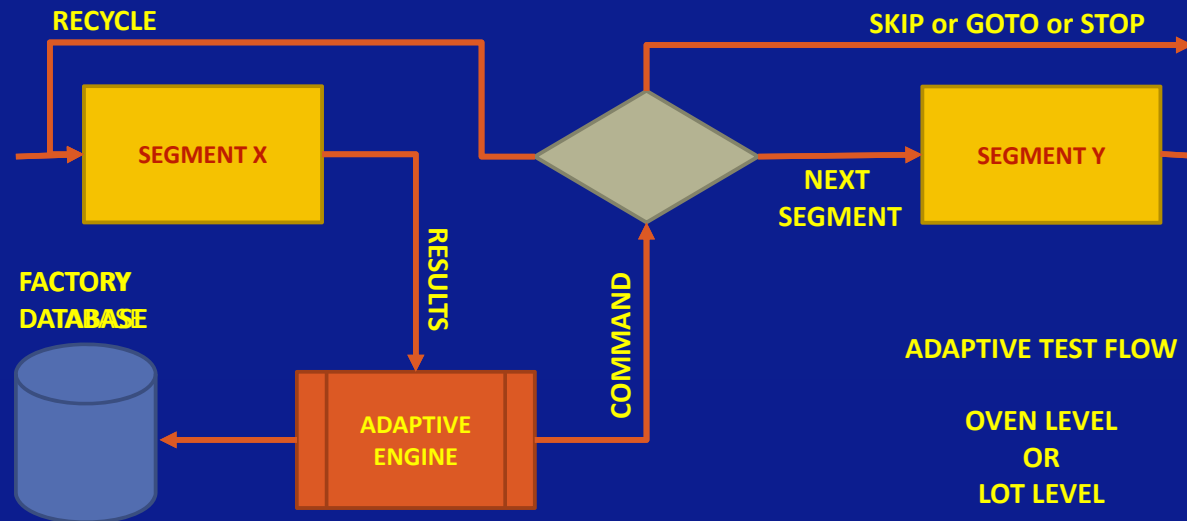 RECYCLE
SKIP or GOTO or STOP
SEGMENT X
SEGMENT Y
NEXT
SEGMENT
RESULTS
COMMAND
FACTORY
DATABASE
ADAPTIVE
ENGINE
ADAPTIVE TEST FLOW
OVEN LEVEL
OR
LOT LEVEL